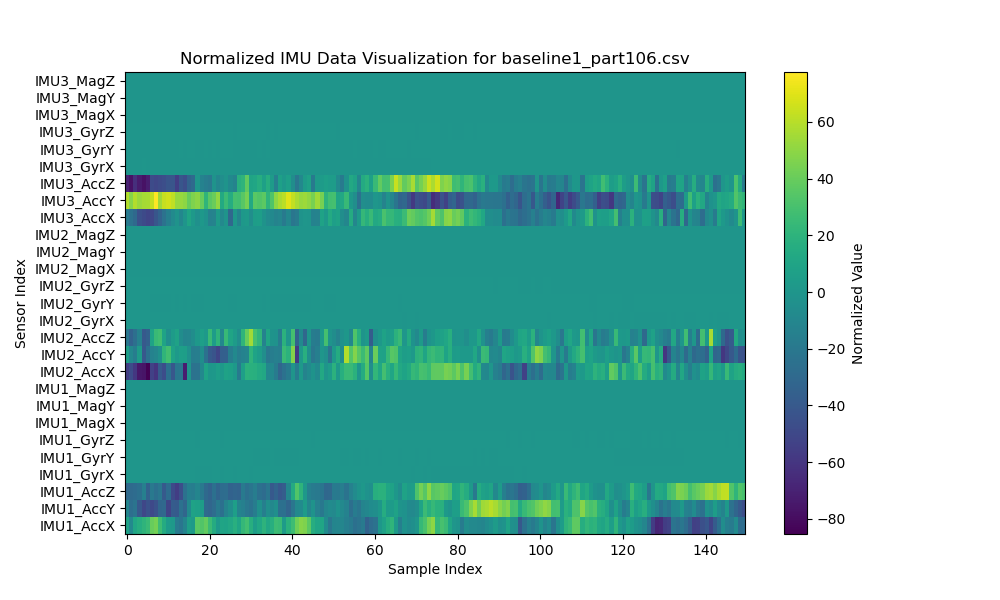 Normalized IMU Data Visualization for baseline1_part106.csv
IMU3_MagZ
IMU3_MagY
IMU3_MagX
IMU3_GyrZ
IMU3_GyrY
IMU3_GyrX
IMU3_AccZ
IMU3_AccY
IMU3_AccX
IMU2_MagZ
IMU2_MagY
IMU2_MagX
IMU2_GyrZ
IMU2_GyrY
IMU2_GyrX
IMU2_AccZ
IMU2_AccY
IMU2_AccX
IMU1_MagZ
IMU1_MagY
IMU1_MagX
IMU1_GyrZ
IMU1_GyrY
IMU1_GyrX
IMU1_AccZ
IMU1_AccY
IMU1_AccX
Sensor Index
0 20 40 60 80 100 120 140
Sample Index
60
40
20
0
−20
−40
−60
−80
Normalized Value